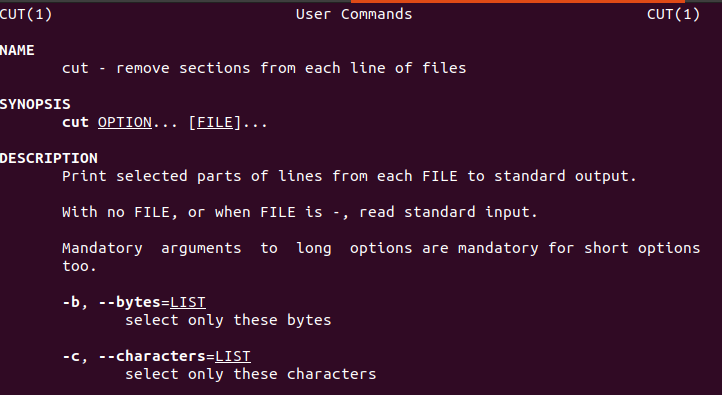 CUT(1) User Commands CUT(1)
NAME
cut - remove sections from each line of files
SYNOPSIS
cut OPTION... [FILE]...
DESCRIPTION
Print selected parts of lines from each FILE to standard output.
With no FILE, or when FILE is -, read standard input.
Mandatory arguments to long options are mandatory for short options
too.
-b, --bytes=LIST
select only these bytes
-c, --characters=LIST
select only these characters